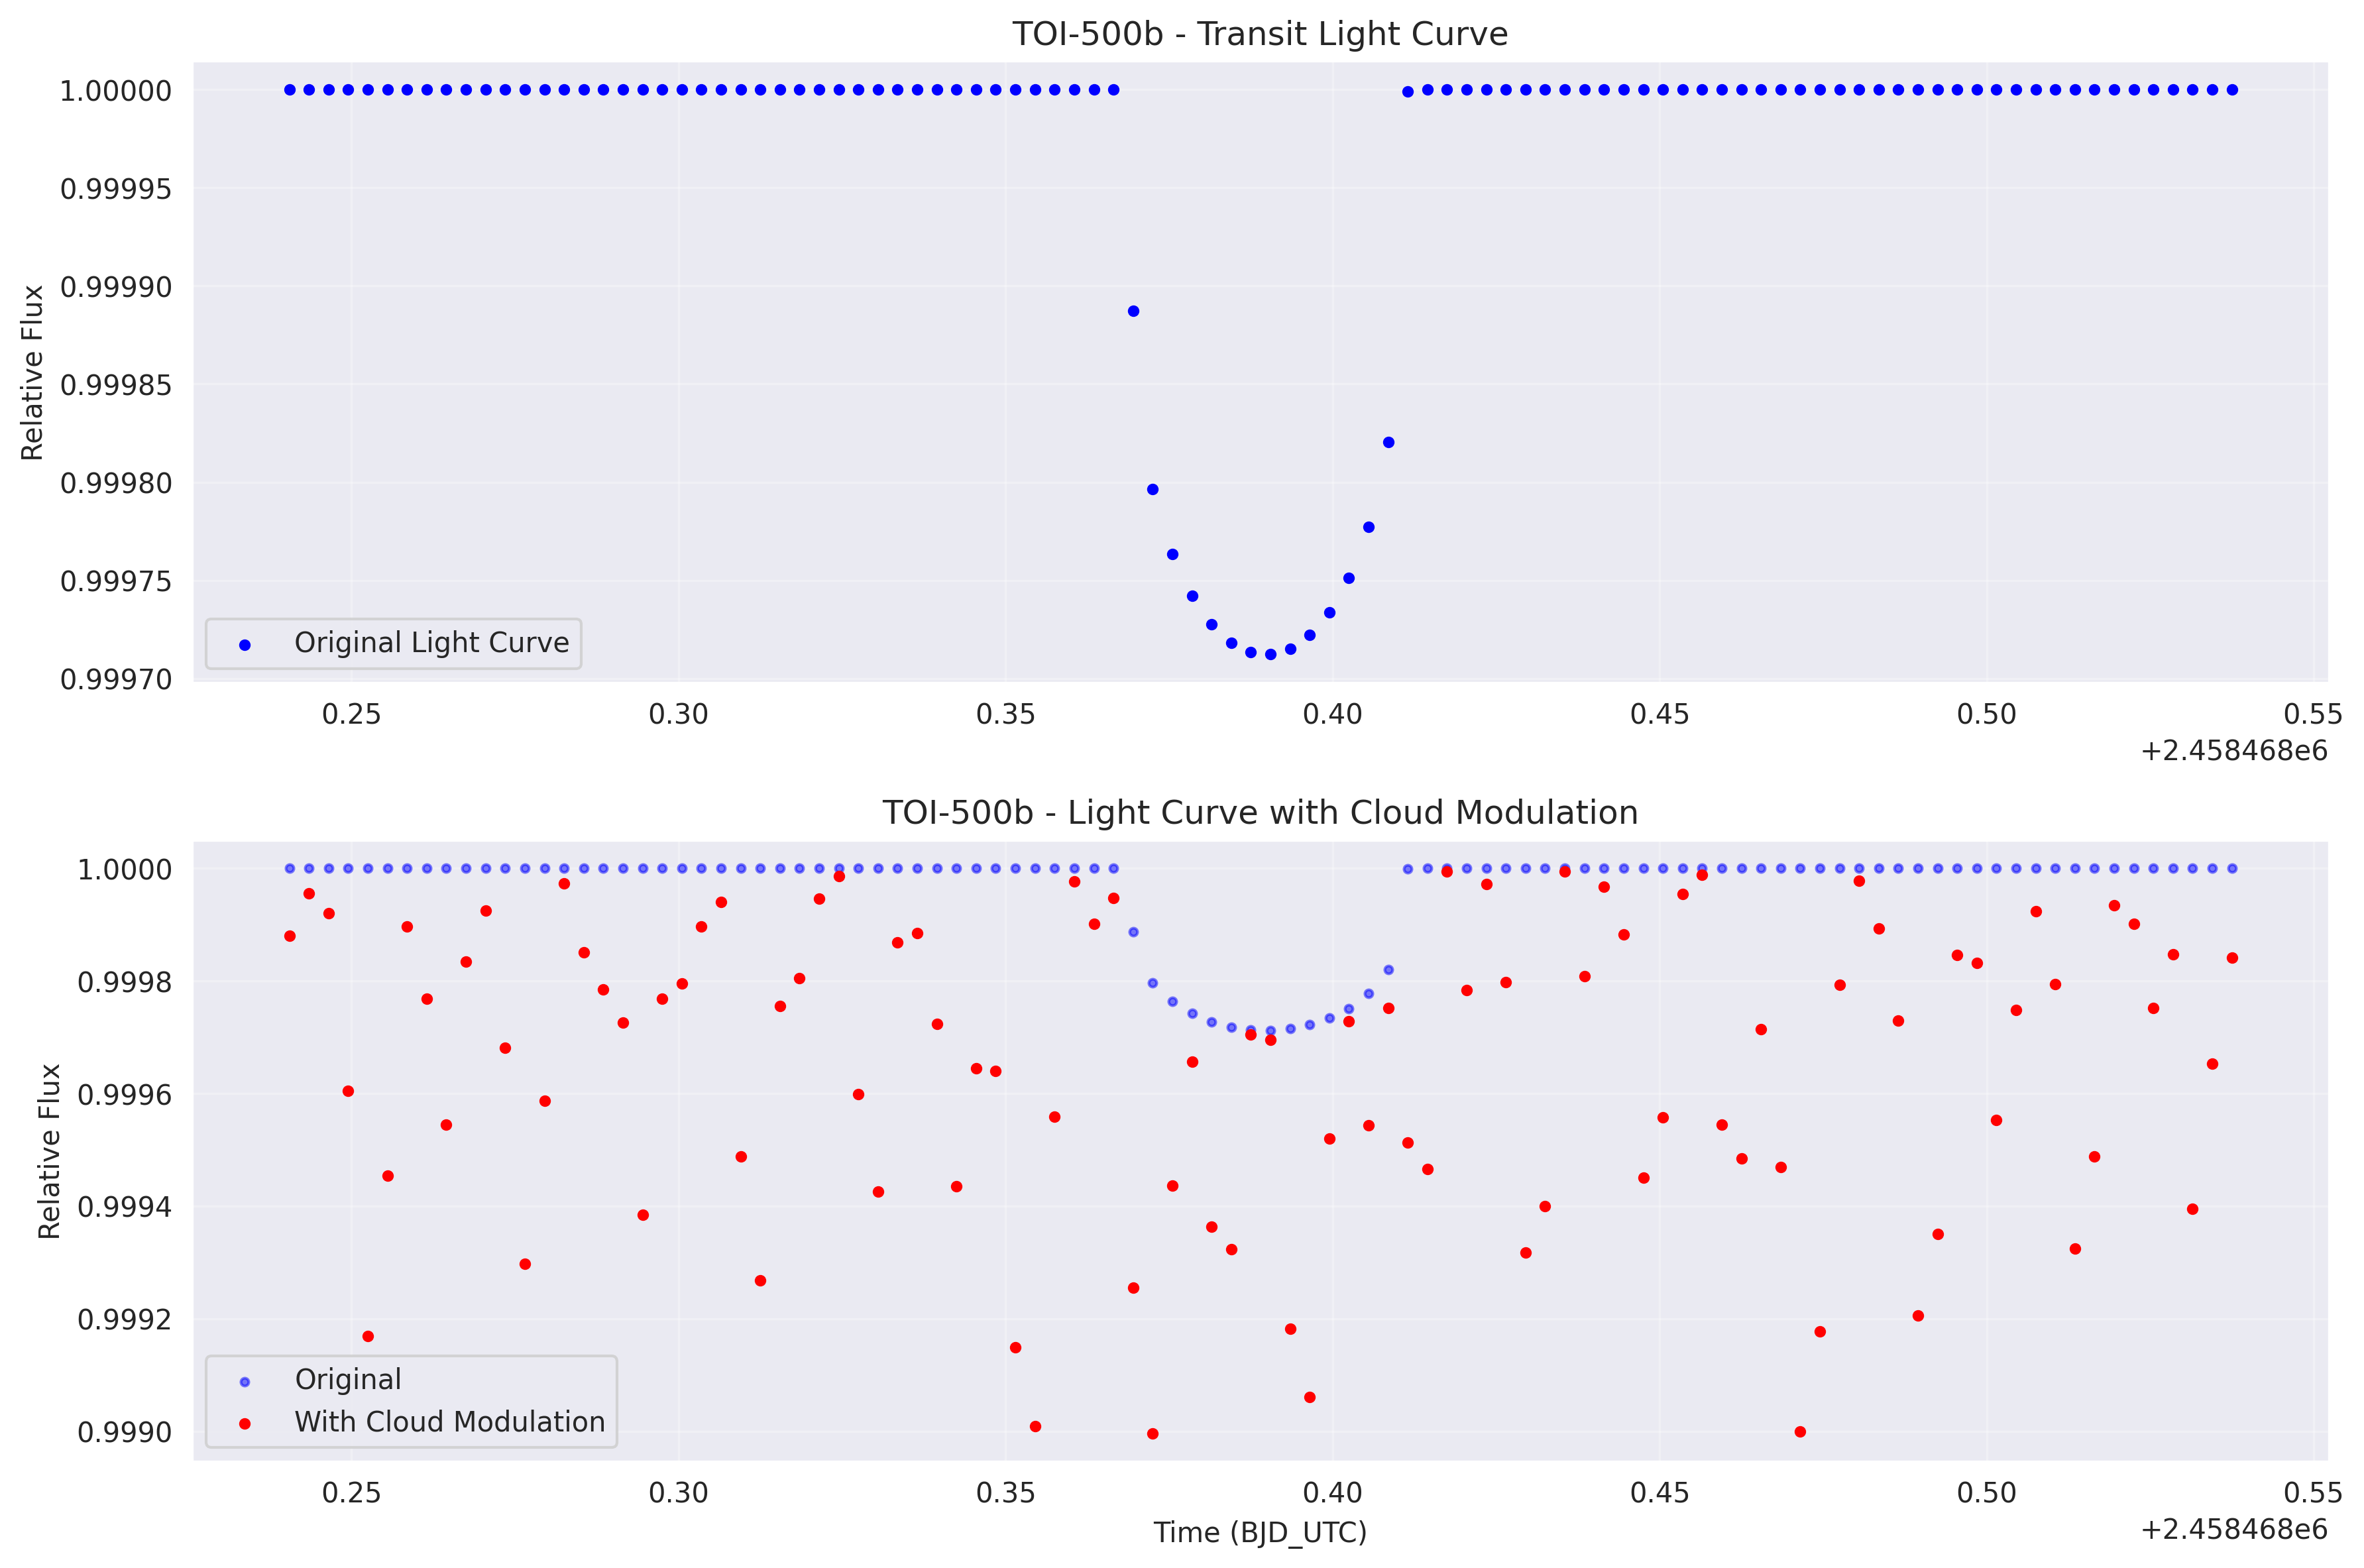 TOI-500b - Transit Light Curve
Relative Flux
1.00000
0.99995
0.99990
0.99985
0.99980
0.99975
0.99970
Original Light Curve
0.25 0.30 0.35 0.40 0.45 0.50 0.55
+2.458468e6
TOI-500b - Light Curve with Cloud Modulation
Relative Flux
1.0000
0.9998
0.9996
0.9994
0.9992
0.9990
Original
With Cloud Modulation
0.25 0.30 0.35 0.40 0.45 0.50 0.55
Time (BJD_UTC)
+2.458468e6